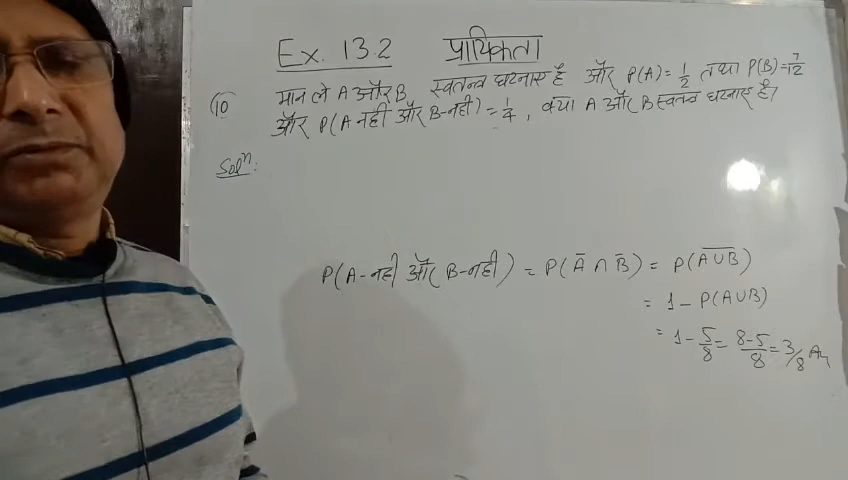 Ex. 13.2 प्रायिकता
(10) मान लें A और B स्वतन्त्र घटनाएं हैं और P(A)= 1/2 तथा P(B)= 7/12
और P(A नहीं और B-नहीं) = 1/4, क्या A और B स्वतन्त्र घटनाएं हैं।
Solⁿ:
P(A-नहीं और B-नहीं) = P(Ā ∩ B̄) = P(A̅∪̅B̅)
= 1 - P(A∪B)
= 1 - 5/8 = 8-5/8 = 3/8 Ans